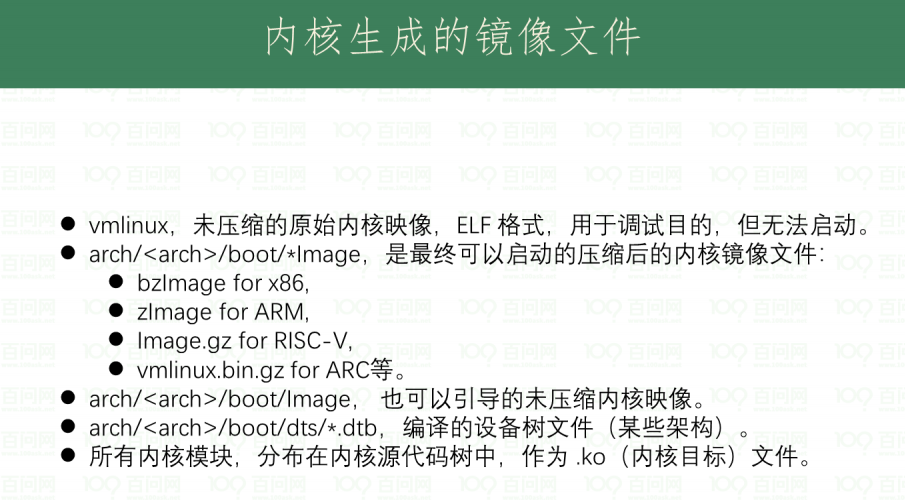 内核生成的镜像文件
● vmlinux，未压缩的原始内核映像，ELF 格式，用于调试目的，但无法启动。
● arch/<arch>/boot/*Image，是最终可以启动的压缩后的内核镜像文件：
● bzImage for x86,
● zImage for ARM,
● Image.gz for RISC-V,
● vmlinux.bin.gz for ARC等。
● arch/<arch>/boot/Image， 也可以引导的未压缩内核映像。
● arch/<arch>/boot/dts/*.dtb，编译的设备树文件（某些架构）。
● 所有内核模块，分布在内核源代码树中，作为 .ko（内核目标）文件。